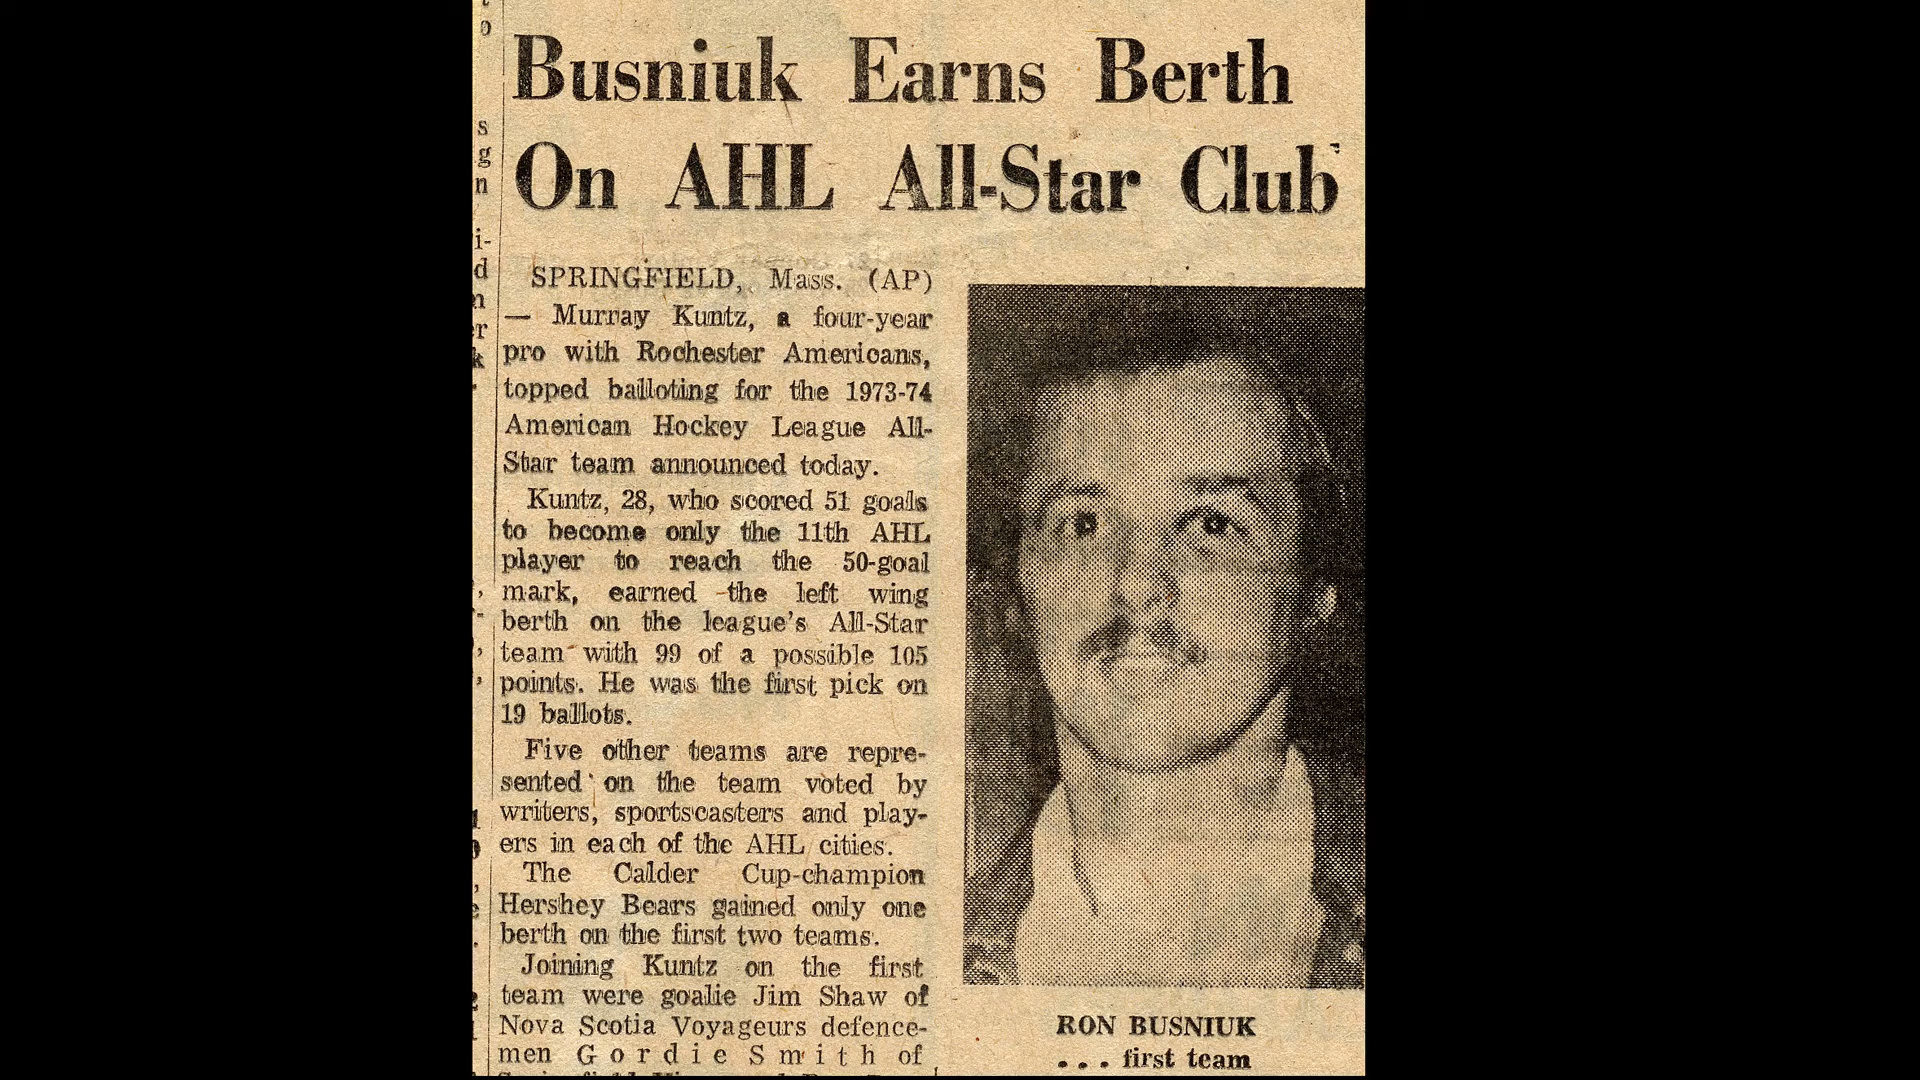 Busniuk Earns Berth
On AHL All-Star Club
SPRINGFIELD, Mass. (AP)
— Murray Kuntz, a four-year
pro with Rochester Americans,
topped balloting for the 1973-74
American Hockey League All-
Star team announced today.
Kuntz, 28, who scored 51 goals
to become only the 11th AHL
player to reach the 50-goal
mark, earned the left wing
berth on the league's All-Star
team with 99 of a possible 105
points. He was the first pick on
19 ballots.
Five other teams are repre-
sented on the team voted by
writers, sportscasters and play-
ers in each of the AHL cities.
The Calder Cup-champion
Hershey Bears gained only one
berth on the first two teams.
Joining Kuntz on the first
team were goalie Jim Shaw of
Nova Scotia Voyageurs defence-
men Gordie Smith of
RON BUSNIUK
... first team